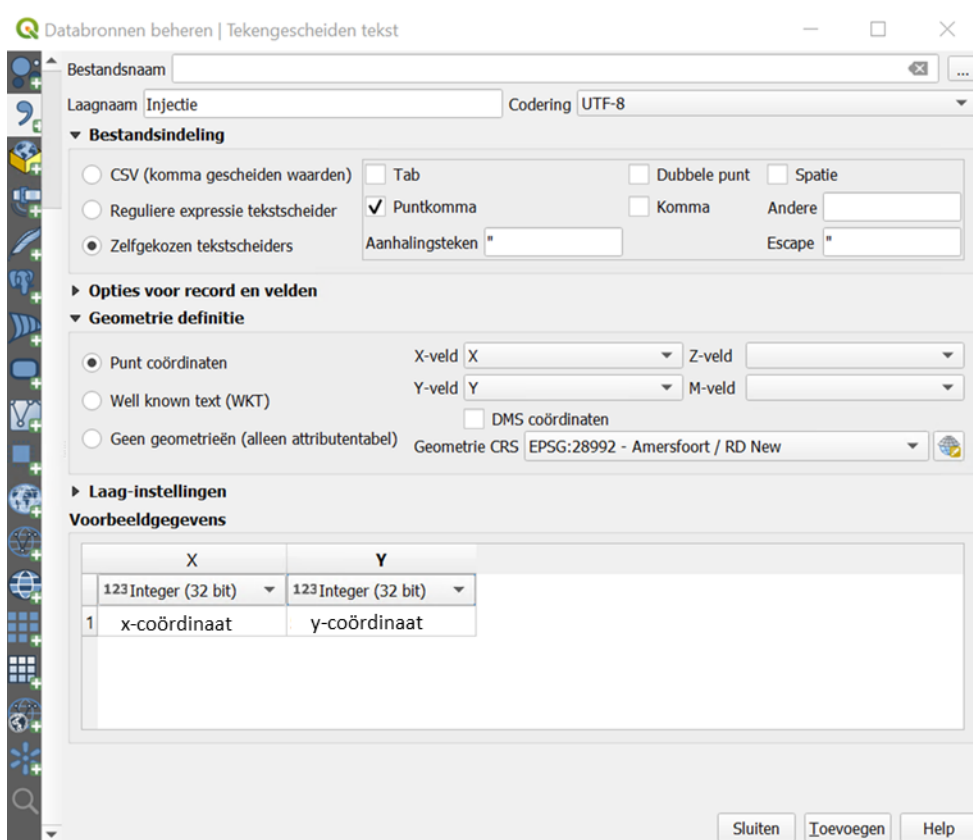 Databronnen beheren | Tekengescheiden tekst
Bestandsnaam ...
Laagnaam Injectie Codering UTF-8
Bestandsindeling
CSV (komma gescheiden waarden) Tab Dubbele punt Spatie
Reguliere expressie tekstscheider Puntkomma Komma Andere
Zelfgekozen tekstscheiders Aanhalingsteken " Escape "
Opties voor record en velden
Geometrie definitie
Punt coördinaten X-veld X Z-veld
Y-veld Y M-veld
Well known text (WKT)
DMS coördinaten
Geen geometrieën (alleen attributentabel) Geometrie CRS EPSG:28992 - Amersfoort / RD New
Laag-instellingen
Voorbeeldgegevens
X Y
123 Integer (32 bit) 123 Integer (32 bit)
1 x-coördinaat y-coördinaat
Sluiten Toevoegen Help